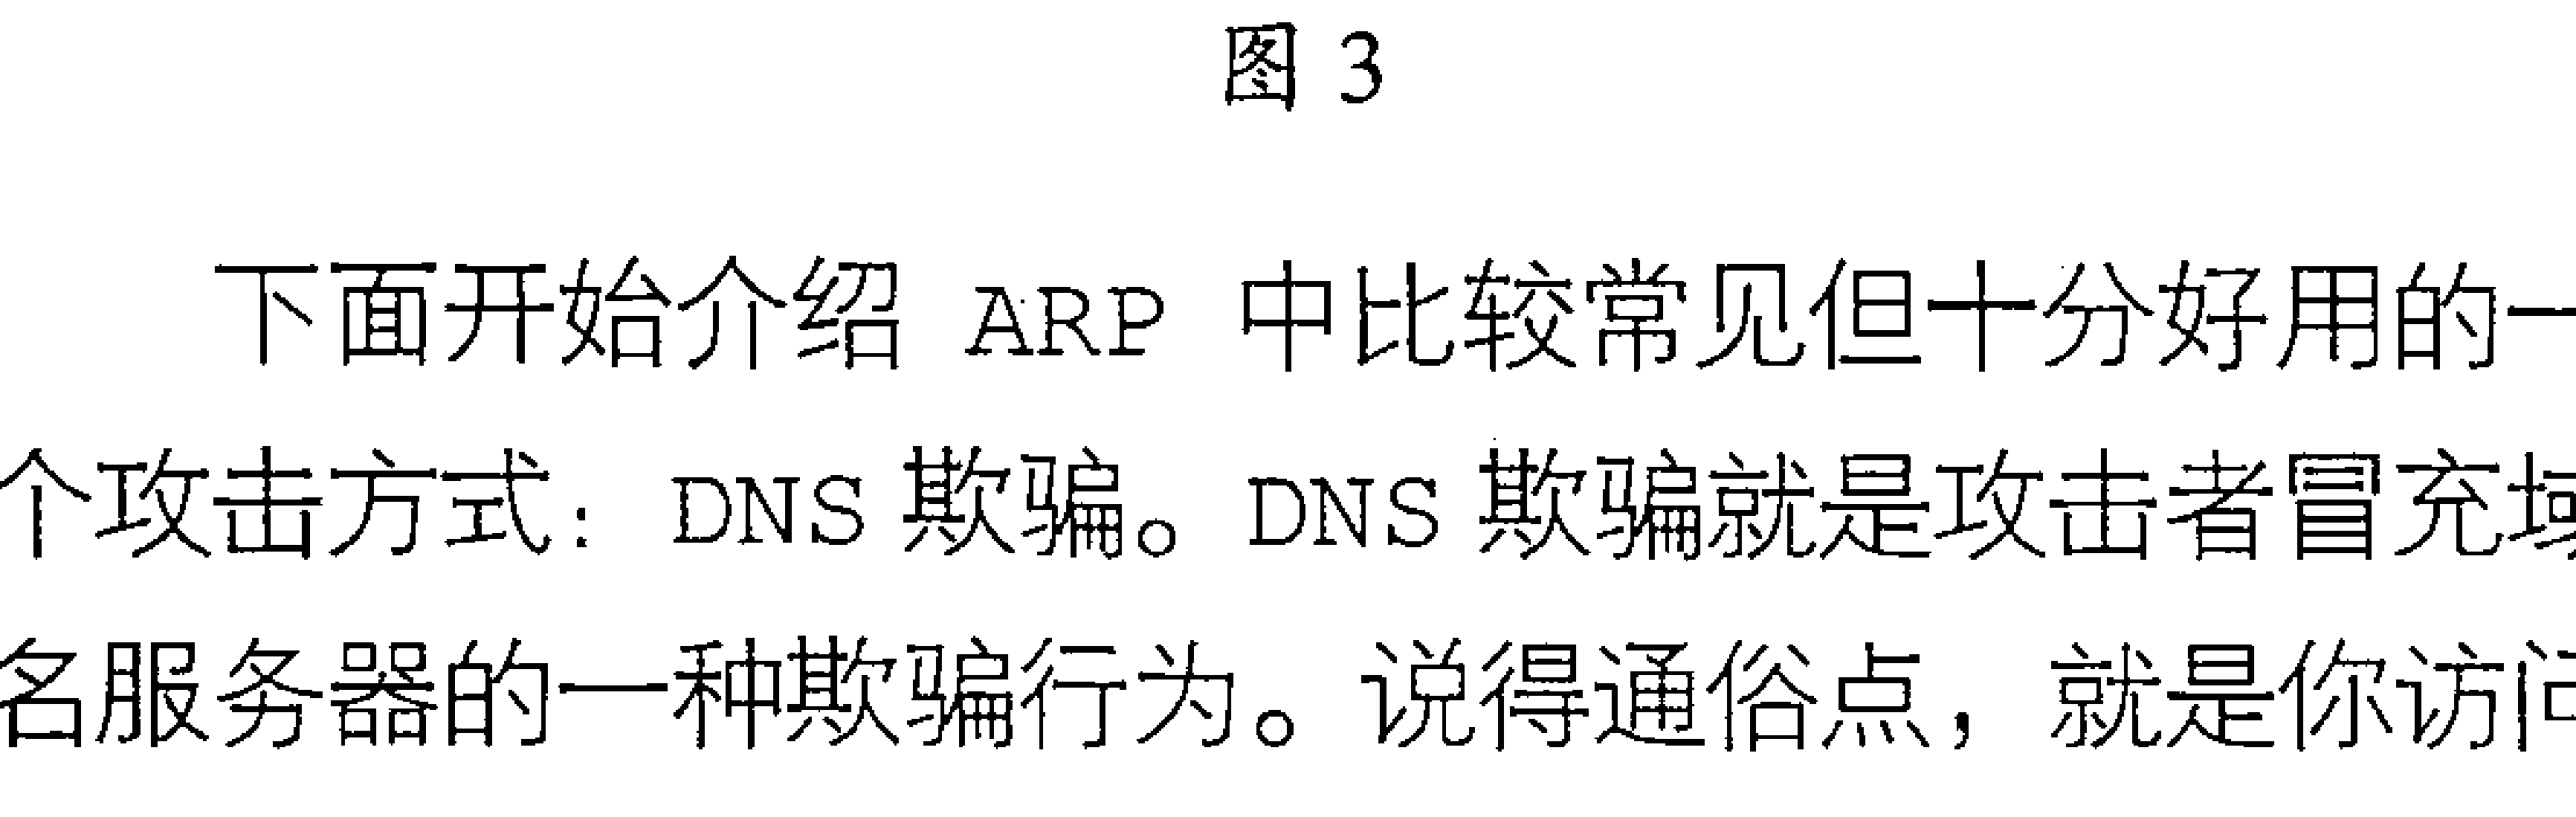 图 3
下面开始介绍 ARP 中比较常见但十分好用的一
个攻击方式：DNS 欺骗。DNS 欺骗就是攻击者冒充域
名服务器的一种欺骗行为。说得通俗点，就是你访问